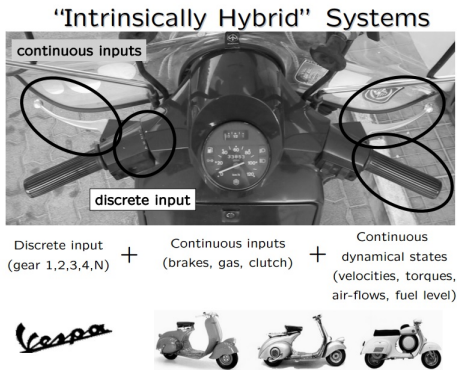 “Intrinsically Hybrid” Systems
continuous inputs
discrete input
Discrete input
(gear 1,2,3,4,N)
+
Continuous inputs
(brakes, gas, clutch)
+
Continuous
dynamical states
(velocities, torques,
air-flows, fuel level)
Vespa